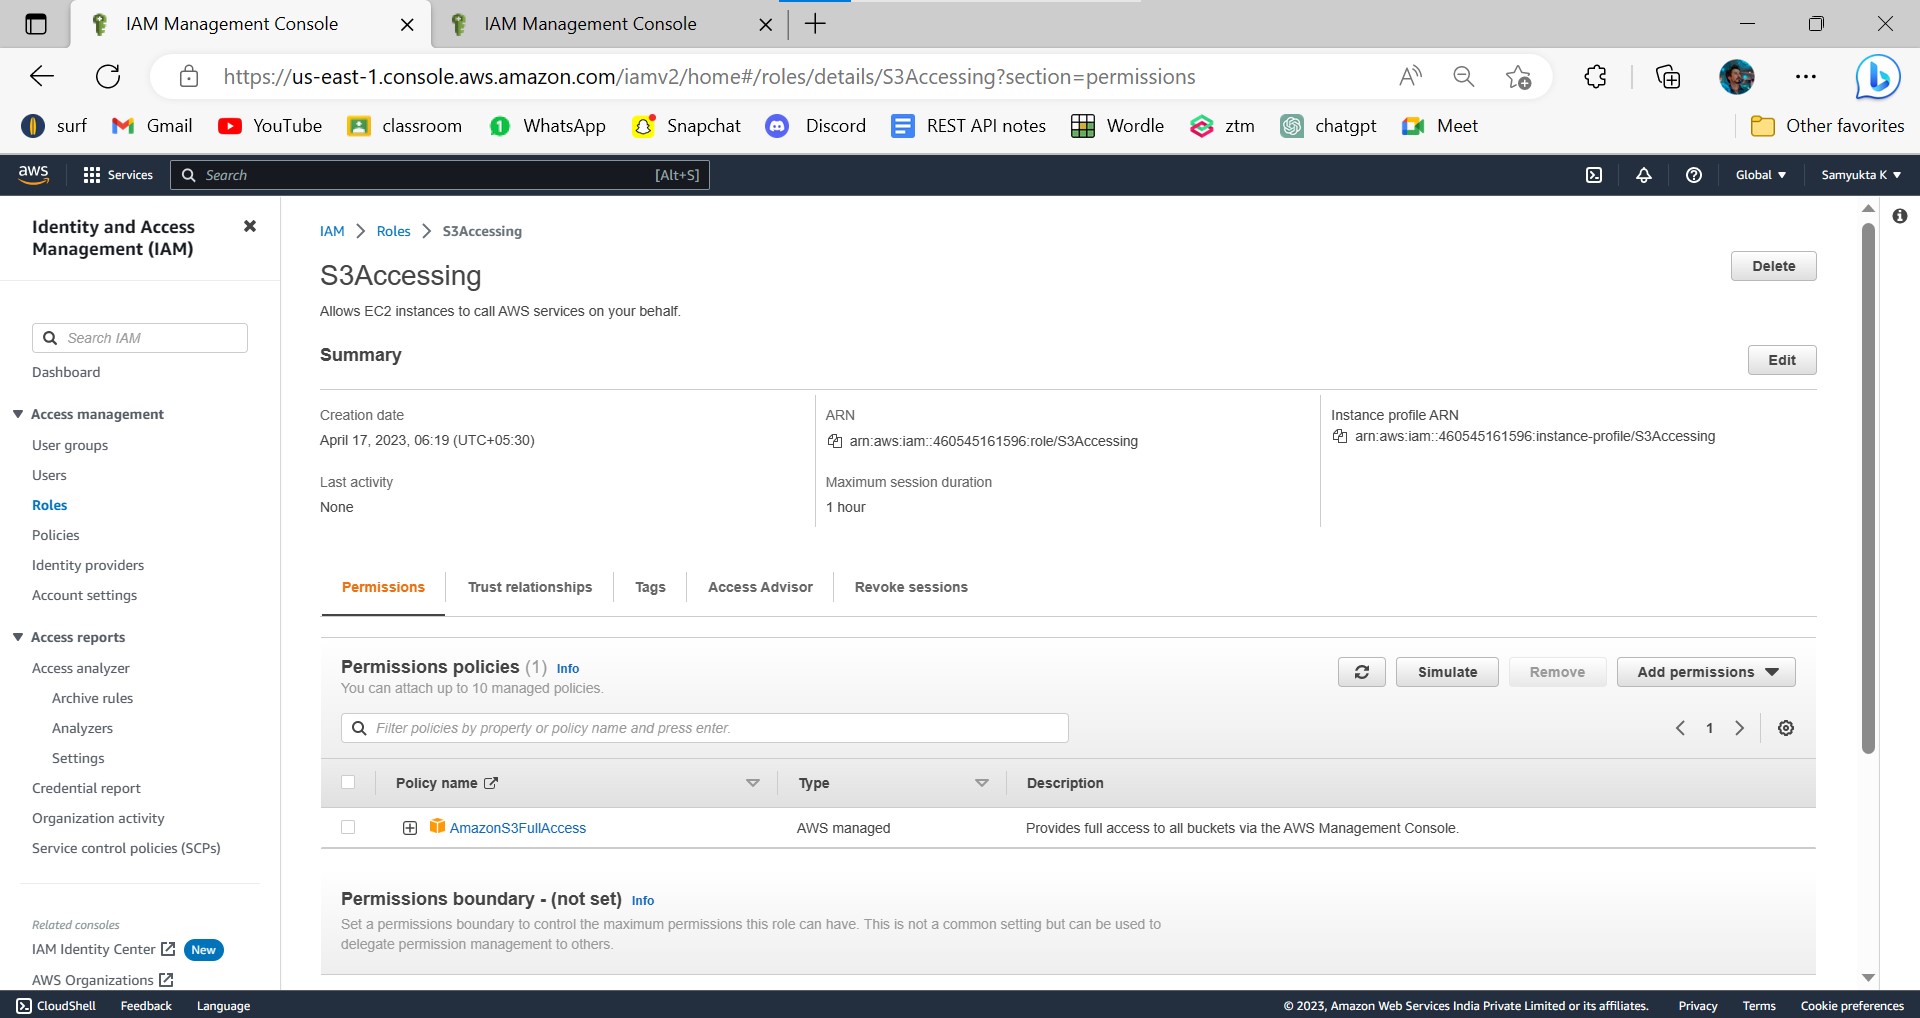 IAM Management Console
IAM Management Console
https://us-east-1.console.aws.amazon.com/iamv2/home#/roles/details/S3Accessing?section=permissions
surf Gmail YouTube classroom WhatsApp Snapchat Discord REST API notes Wordle ztm chatgpt Meet Other favorites
aws Services Search [Alt+S] Global Samyukta K
Identity and Access
Management (IAM)
Search IAM
Dashboard
Access management
User groups
Users
Roles
Policies
Identity providers
Account settings
Access reports
Access analyzer
Archive rules
Analyzers
Settings
Credential report
Organization activity
Service control policies (SCPs)
Related consoles
IAM Identity Center New
AWS Organizations
IAM > Roles > S3Accessing
S3Accessing
Delete
Allows EC2 instances to call AWS services on your behalf.
Summary
Edit
Creation date
April 17, 2023, 06:19 (UTC+05:30)
Last activity
None
ARN
arn:aws:iam::460545161596:role/S3Accessing
Maximum session duration
1 hour
Instance profile ARN
arn:aws:iam::460545161596:instance-profile/S3Accessing
Permissions Trust relationships Tags Access Advisor Revoke sessions
Permissions policies (1) Info
You can attach up to 10 managed policies.
Simulate Remove Add permissions
Filter policies by property or policy name and press enter.
1
Policy name Type Description
AmazonS3FullAccess AWS managed Provides full access to all buckets via the AWS Management Console.
Permissions boundary - (not set) Info
Set a permissions boundary to control the maximum permissions this role can have. This is not a common setting but can be used to
delegate permission management to others.
CloudShell Feedback Language © 2023, Amazon Web Services India Private Limited or its affiliates. Privacy Terms Cookie preferences